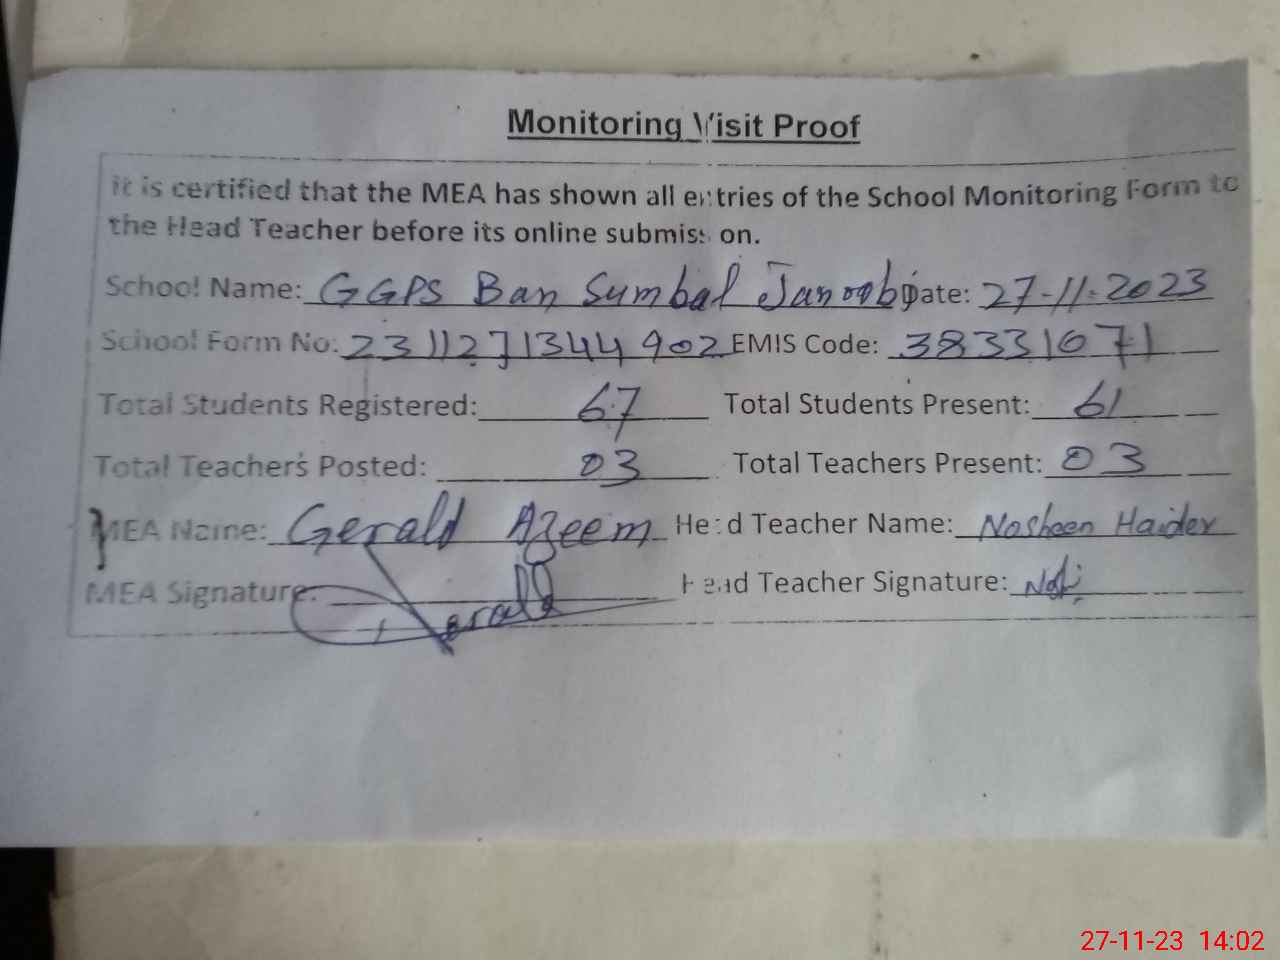 Monitoring Visit Proof
it is certified that the MEA has shown all entries of the School Monitoring Form to
the Head Teacher before its online submission.
School Name: GGPS Ban Sumbal Janoobi Date: 27-11-2023
School Form No: 2311271344902 EMIS Code: 38331071
Total Students Registered: 67 Total Students Present: 61
Total Teachers Posted: 03 Total Teachers Present: 03
MEA Name: Gerald Azeem Head Teacher Name: Nosheen Haider
MEA Signature: Gerald Head Teacher Signature:
27-11-23 14:02